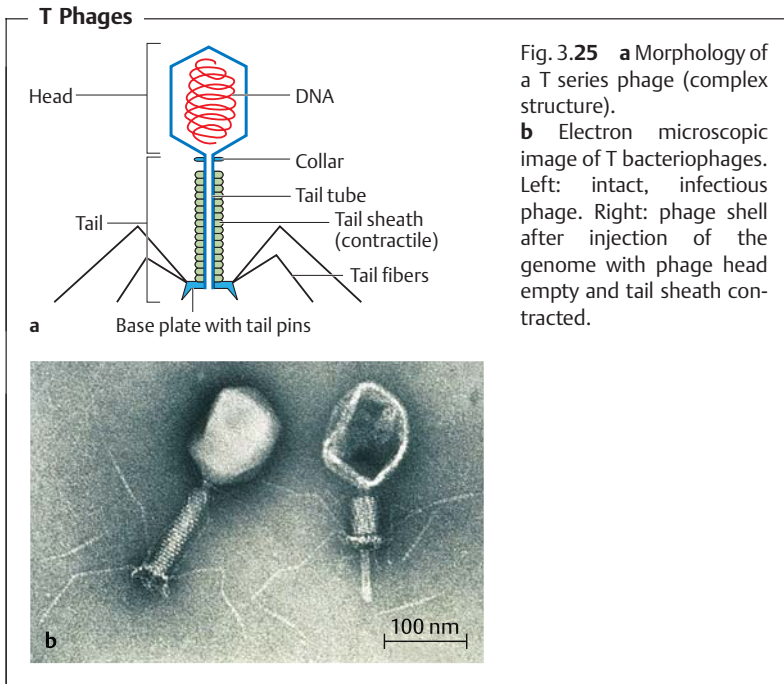 T Phages
Head
DNA
Collar
Tail tube
Tail
Tail sheath
(contractile)
Tail fibers
a
Base plate with tail pins
Fig. 3.25 a Morphology of
a T series phage (complex
structure).
b Electron microscopic
image of T bacteriophages.
Left: intact, infectious
phage. Right: phage shell
after injection of the
genome with phage head
empty and tail sheath con-
tracted.
b
100 nm